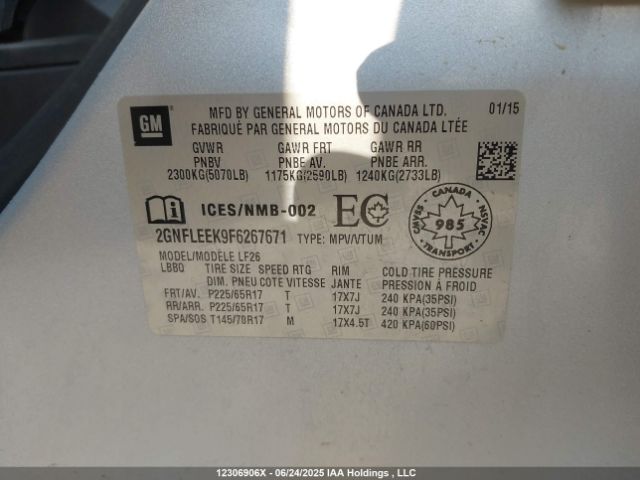 GM
MFD BY GENERAL MOTORS OF CANADA LTD. 01/15
FABRIQUÉ PAR GENERAL MOTORS DU CANADA LTÉE
GVWR GAWR FRT GAWR RR
PNBV PNBE AV. PNBE ARR.
2300KG(5070LB) 1175KG(2590LB) 1240KG(2733LB)
ICES/NMB-002 EC CANADA CMVSS 985 NSVAC
2GNFLEEK9F6267671 TYPE: MPV/VTUM
MODEL/MODÈLE LF26
LBBQ TIRE SIZE SPEED RTG RIM COLD TIRE PRESSURE
DIM. PNEU COTE VITESSE JANTE PRESSION À FROID
FRT/AV. P225/65R17 T 17X7J 240 KPA(35PSI)
RR/ARR. P225/65R17 T 17X7J 240 KPA(35PSI)
SPA/SOS T145/70R17 M 17X4.5T 420 KPA(60PSI)
12306906X - 06/24/2025 IAA Holdings , LLC